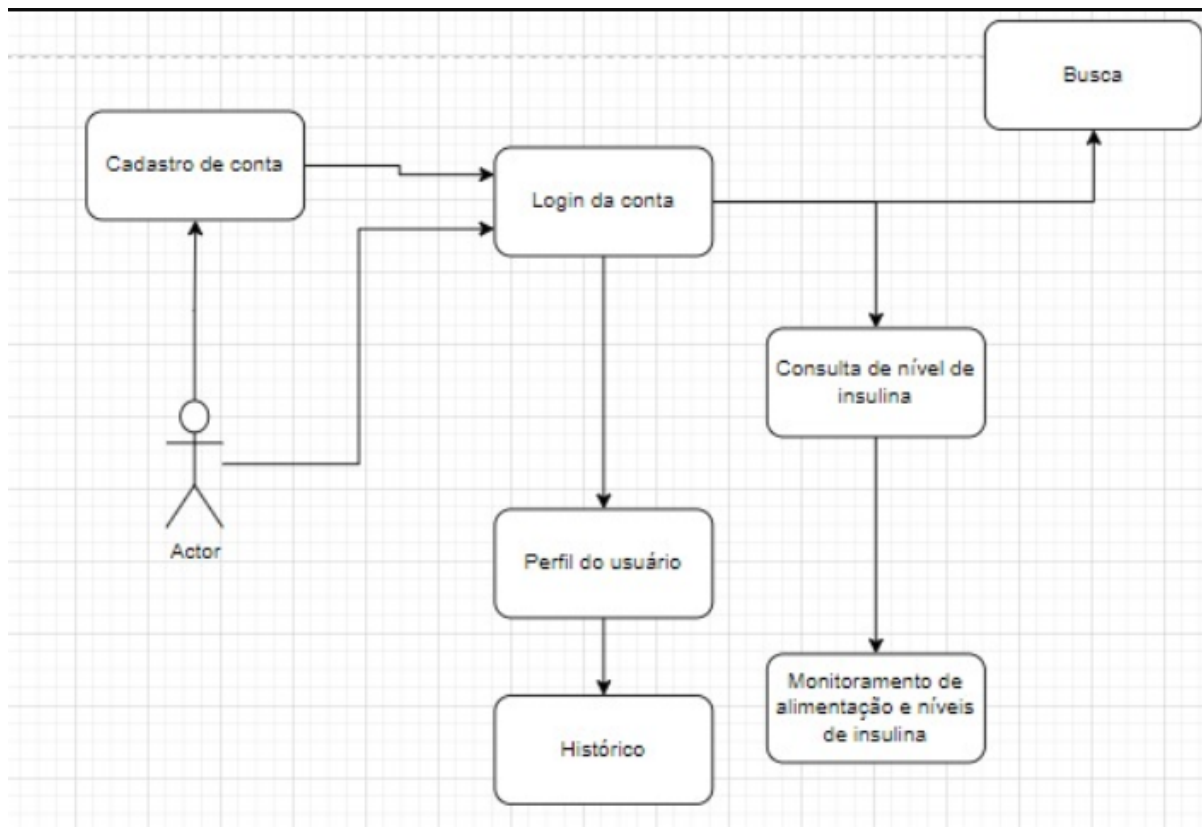 Busca
Cadastro de conta
Login da conta
Consulta de nível de
insulina
Actor
Perfil do usuário
Monitoramento de
alimentação e níveis
de insulina
Histórico